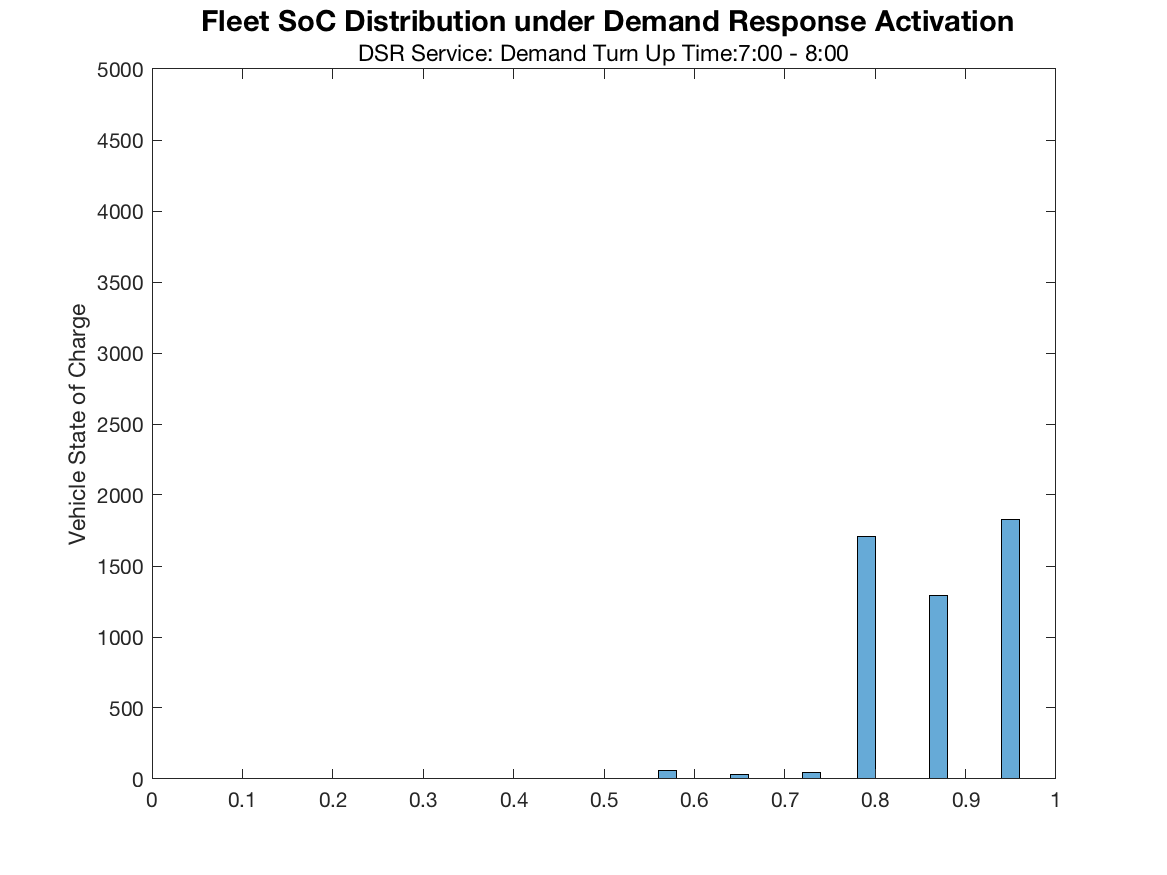 Fleet SoC Distribution under Demand Response Activation
DSR Service: Demand Turn Up Time:7:00 - 8:00
5000
4500
4000
3500
3000
2500
2000
1500
1000
500
0
Vehicle State of Charge
0 0.1 0.2 0.3 0.4 0.5 0.6 0.7 0.8 0.9 1